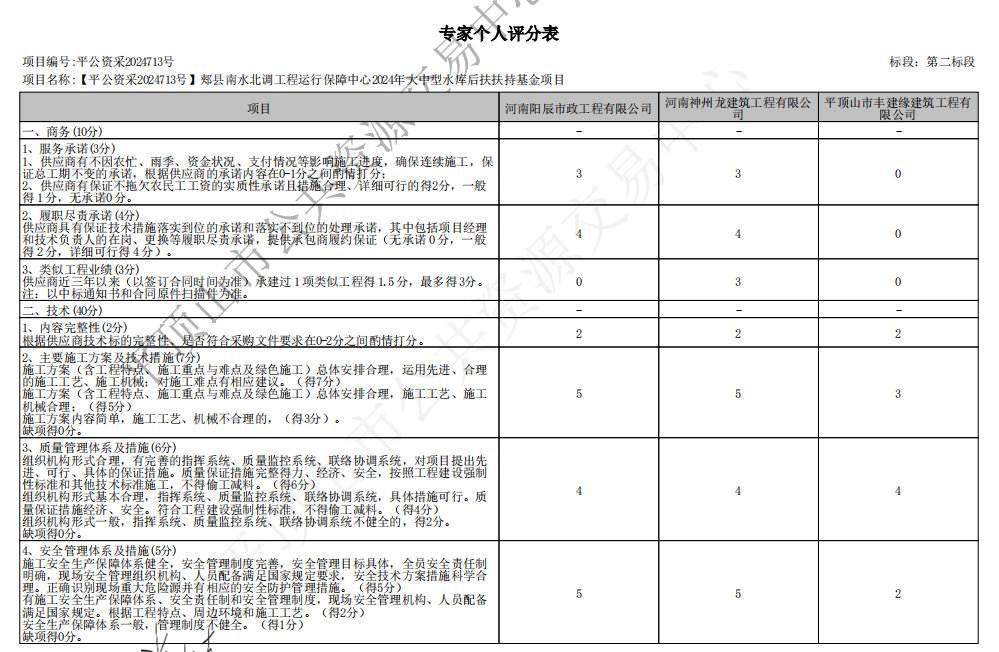 专家个人评分表
项目编号:平公资采2024713号
标段: 第二标段
项目名称:【平公资采2024713号】郏县南水北调工程运行保障中心2024年大中型水库后扶扶持基金项目
项目
河南阳辰市政工程有限公司
河南神州龙建筑工程有限公
司
平顶山市丰建缘建筑工程有
限公司
一、商务(10分)
-
-
-
1、服务承诺(3分)
1、供应商有不因农忙、雨季、资金状况、支付情况等影响施工进度,确保连续施工,保
证总工期不变的承诺,根据供应商的承诺内容在0-1分之间酌情打分;
2、供应商有保证不拖欠农民工工资的实质性承诺且措施合理、详细可行的得2分,一般
得1分,无承诺0分。
3
3
0
2、履职尽责承诺(4分)
供应商具有保证技术措施落实到位的承诺和落实不到位的处理承诺,其中包括项目经理
和技术负责人的在岗、更换等履职尽责承诺,提供承包商履约保证(无承诺0分,一般
得2分,详细可行得4分)。
4
4
0
3、类似工程业绩(3分)
供应商近三年以来(以签订合同时间为准)承建过1项类似工程得1.5分,最多得3分。
注:以中标通知书和合同原件扫描件为准。
0
3
0
二、技术(40分)
-
-
-
1、内容完整性(2分)
根据供应商技术标的完整性、是否符合采购文件要求在0-2分之间酌情打分。
2
2
2
2、主要施工方案及技术措施(7分)
施工方案(含工程特点、施工重点与难点及绿色施工)总体安排合理,运用先进、合理
的施工工艺、施工机械;对施工难点有相应建议。(得7分)
施工方案(含工程特点、施工重点与难点及绿色施工)总体安排合理,施工工艺、施工
机械合理;(得5分)
施工方案内容简单,施工工艺、机械不合理的,(得3分)。
缺项得0分。
5
5
3
3、质量管理体系及措施(6分)
组织机构形式合理,有完善的指挥系统、质量监控系统、联络协调系统,对项目提出先
进、可行、具体的保证措施。质量保证措施完整得力、经济、安全,按照工程建设强制
性标准和其他技术标准施工,不得偷工减料。(得6分)
组织机构形式基本合理,指挥系统、质量监控系统、联络协调系统,具体措施可行。质
量保证措施经济、安全。符合工程建设强制性标准,不得偷工减料。(得4分)
组织机构形式一般,指挥系统、质量监控系统、联络协调系统不健全的,得2分。
缺项得0分。
4
4
4
4、安全管理体系及措施(5分)
施工安全生产保障体系健全,安全管理制度完善,安全管理目标具体,全员安全责任制
明确,现场安全管理组织机构、人员配备满足国家规定要求,安全技术方案措施科学合
理。正确识别现场重大危险源并有相应的安全防护管理措施。(得5分)
有施工安全生产保障体系、安全责任制和安全管理制度,现场安全管理机构、人员配备
满足国家规定。根据工程特点、周边环境和施工工艺。(得2分)
安全生产保障体系一般,管理制度不健全。(得1分)
缺项得0分。
5
5
2
平顶山市公共资源交易中心
平顶山市公共资源交易中心